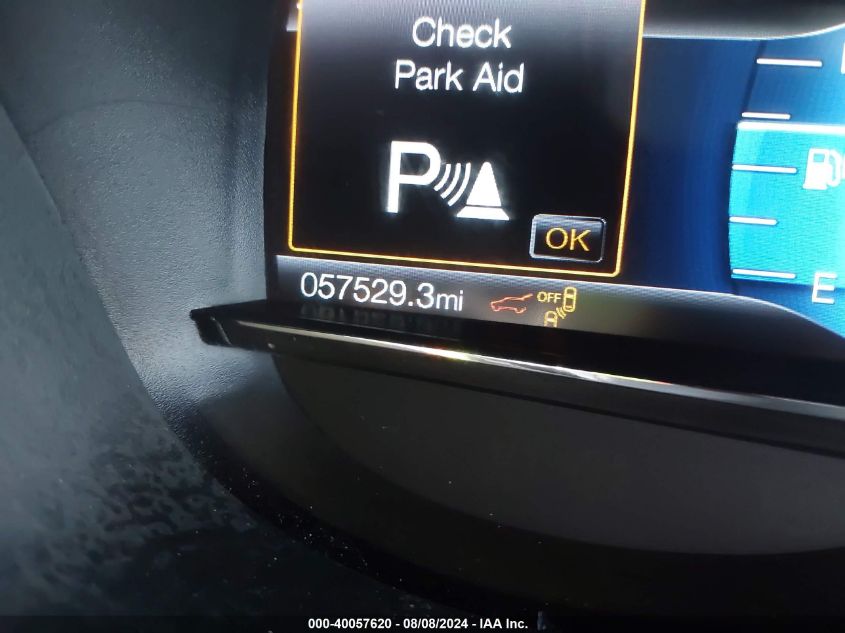 Check
Park Aid
P
OK
057529.3mi
OFF
E
000-40057620 - 08/08/2024 - IAA Inc.